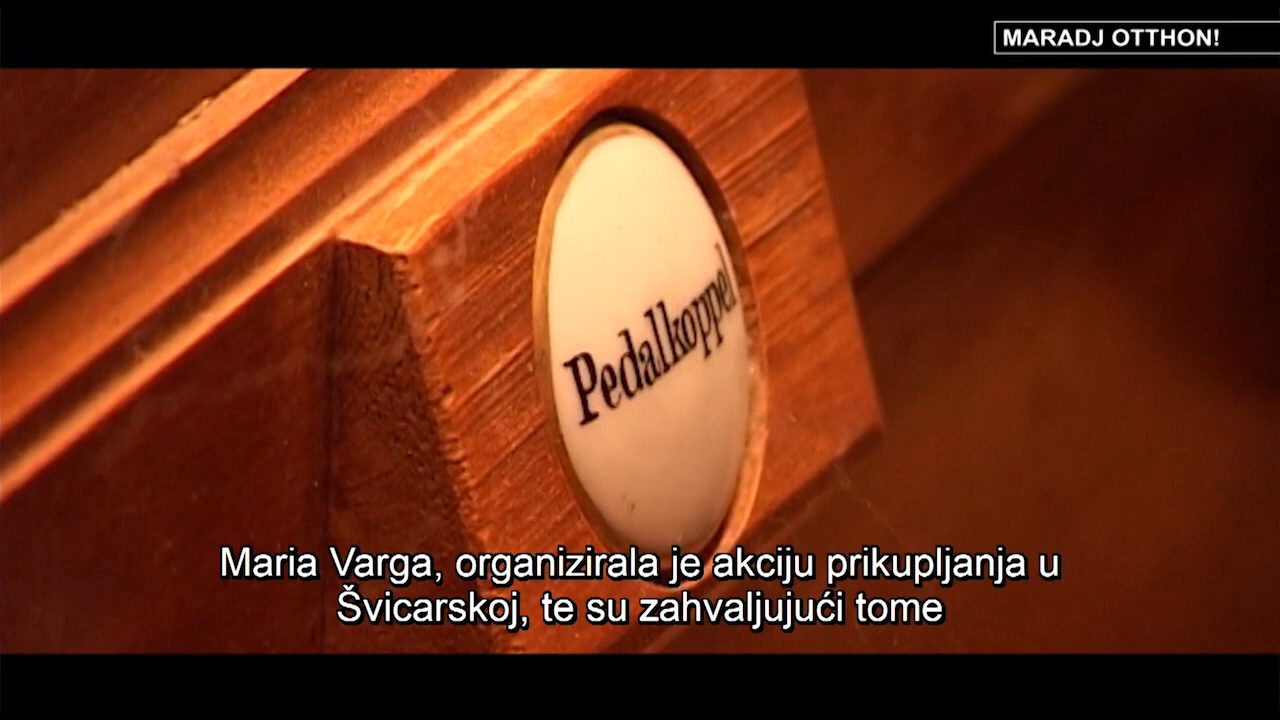 MARADJ OTTHON!
Pedalkoppel
Maria Varga, organizirala je akciju prikupljanja u
Švicarskoj, te su zahvaljujući tome